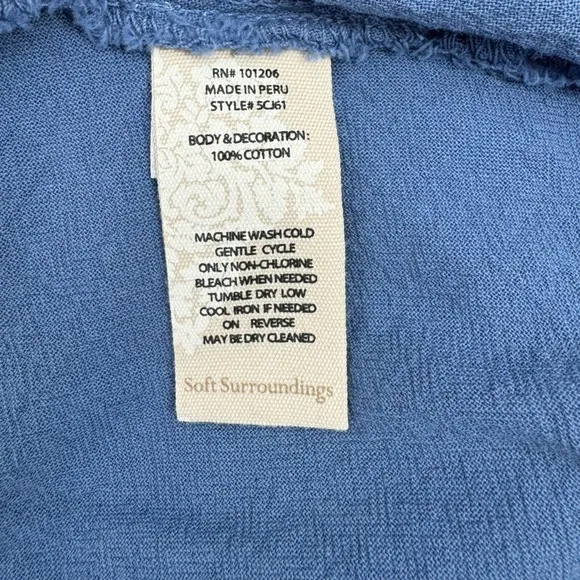 RN# 101206
MADE IN PERU
STYLE# 5CJ61
BODY & DECORATION:
100% COTTON
MACHINE WASH COLD
GENTLE CYCLE
ONLY NON-CHLORINE
BLEACH WHEN NEEDED
TUMBLE DRY LOW
COOL IRON IF NEEDED
ON REVERSE
MAY BE DRY CLEANED
Soft Surroundings